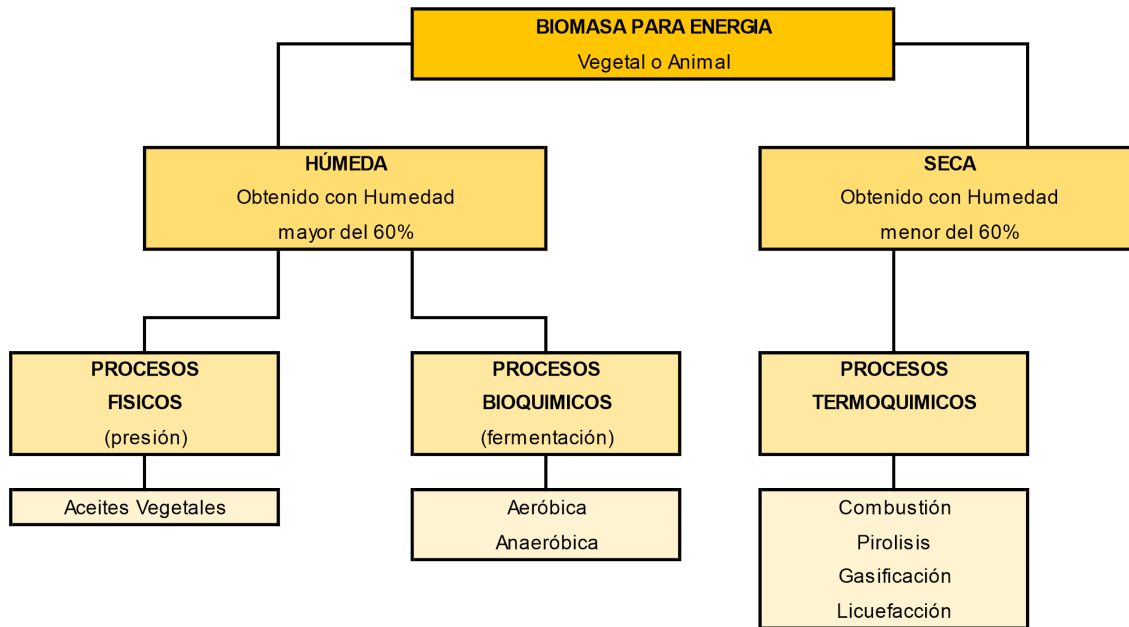 BIOMASA PARA ENERGIA
Vegetal o Animal
HÚMEDA
Obtenido con Humedad
mayor del 60%
SECA
Obtenido con Humedad
menor del 60%
PROCESOS
FISICOS
(presión)
PROCESOS
BIOQUIMICOS
(fermentación)
PROCESOS
TERMOQUIMICOS
Aceites Vegetales
Aeróbica
Anaeróbica
Combustión
Pirolisis
Gasificación
Licuefacción